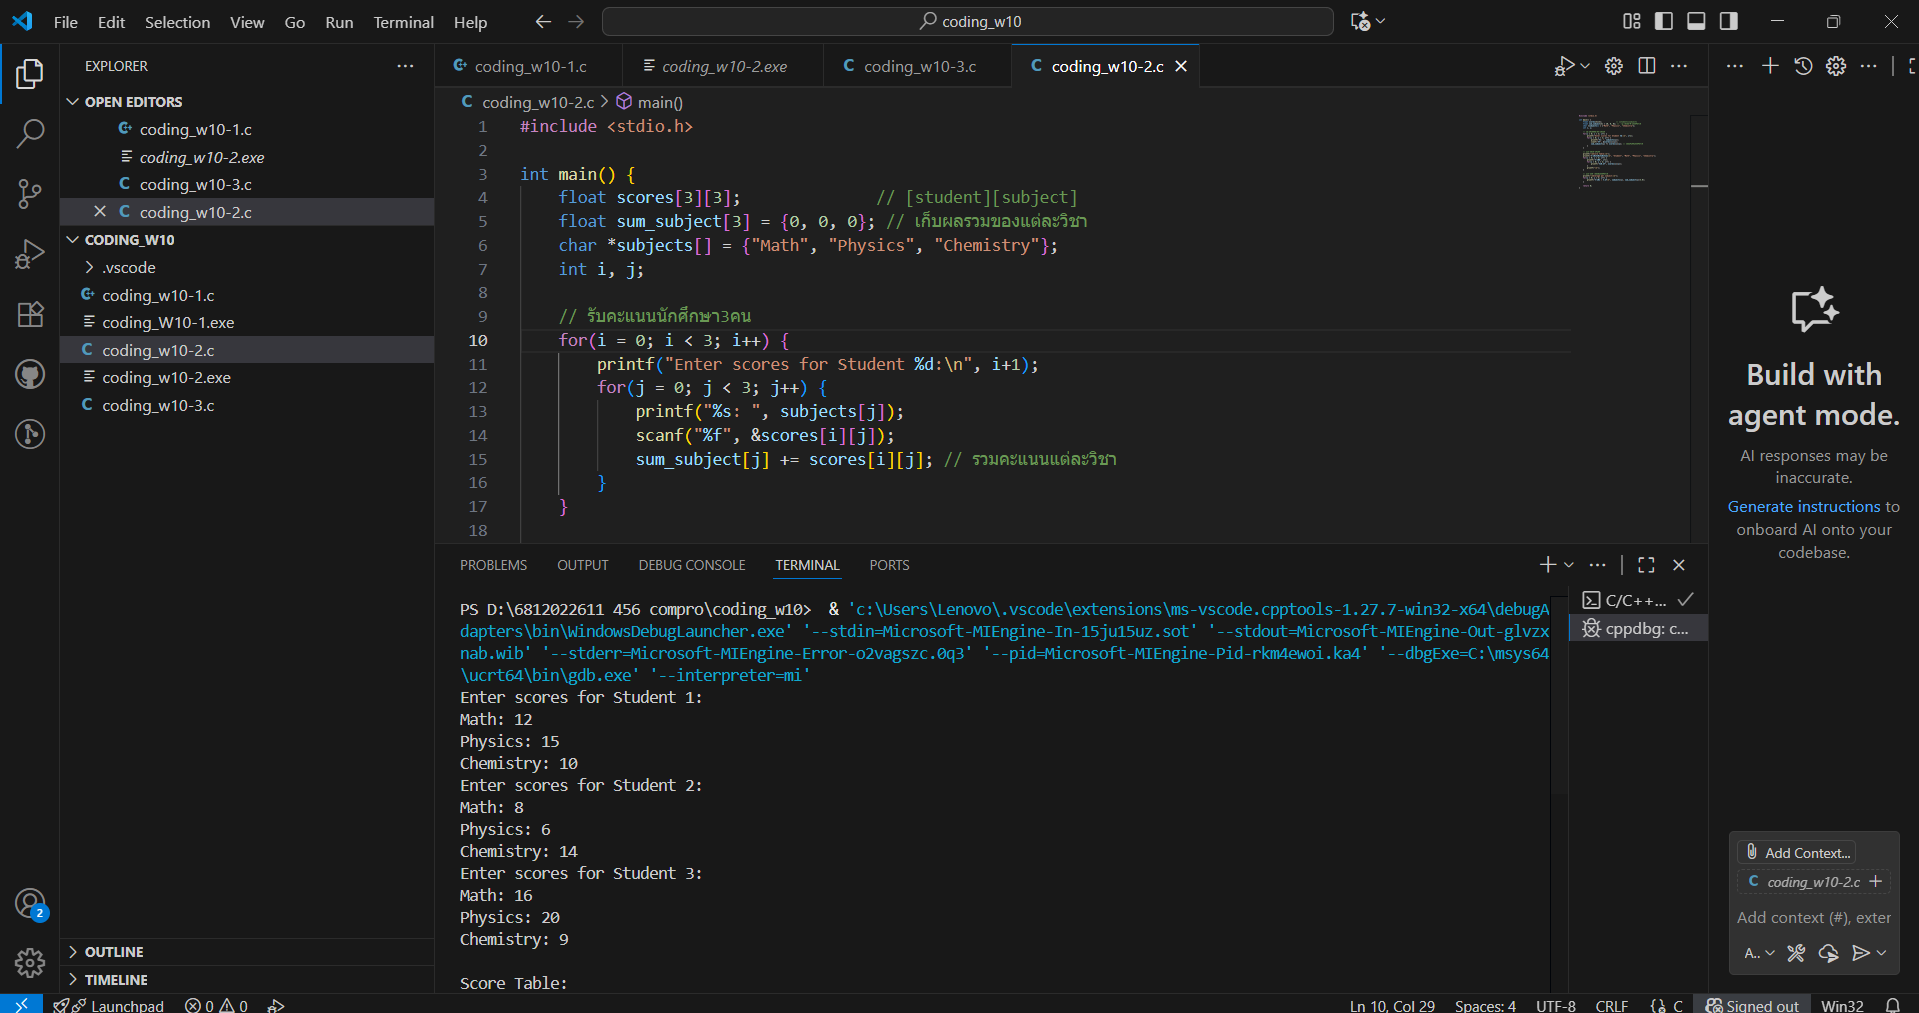 File Edit Selection View Go Run Terminal Help
coding_w10
EXPLORER
OPEN EDITORS
coding_w10-1.c
coding_w10-2.exe
coding_w10-3.c
coding_w10-2.c
CODING_W10
.vscode
coding_w10-1.c
coding_W10-1.exe
coding_w10-2.c
coding_w10-2.exe
coding_w10-3.c
OUTLINE
TIMELINE
2
coding_w10-1.c coding_w10-2.exe coding_w10-3.c coding_w10-2.c
coding_w10-2.c > main()
1 #include <stdio.h>
2
3 int main() {
4 float scores[3][3]; // [student][subject]
5 float sum_subject[3] = {0, 0, 0}; // เก็บผลรวมของแต่ละวิชา
6 char *subjects[] = {"Math", "Physics", "Chemistry"};
7 int i, j;
8
9 // รับคะแนนนักศึกษา3คน
10 for(i = 0; i < 3; i++) {
11 printf("Enter scores for Student %d:\n", i+1);
12 for(j = 0; j < 3; j++) {
13 printf("%s: ", subjects[j]);
14 scanf("%f", &scores[i][j]);
15 sum_subject[j] += scores[i][j]; // รวมคะแนนแต่ละวิชา
16 }
17 }
18
PROBLEMS OUTPUT DEBUG CONSOLE TERMINAL PORTS
PS D:\6812022611 456 compro\coding_w10> & 'c:\Users\Lenovo\.vscode\extensions\ms-vscode.cpptools-1.27.7-win32-x64\debugA
dapters\bin\WindowsDebugLauncher.exe' '--stdin=Microsoft-MIEngine-In-15ju15uz.sot' '--stdout=Microsoft-MIEngine-Out-glvzx
nab.wib' '--stderr=Microsoft-MIEngine-Error-o2vagszc.0q3' '--pid=Microsoft-MIEngine-Pid-rkm4ewoi.ka4' '--dbgExe=C:\msys64
\ucrt64\bin\gdb.exe' '--interpreter=mi'
Enter scores for Student 1:
Math: 12
Physics: 15
Chemistry: 10
Enter scores for Student 2:
Math: 8
Physics: 6
Chemistry: 14
Enter scores for Student 3:
Math: 16
Physics: 20
Chemistry: 9
Score Table:
C/C++...
cppdbg: c...
Build with
agent mode.
AI responses may be
inaccurate.
Generate instructions to
onboard AI onto your
codebase.
Add Context...
coding_w10-2.c
Add context (#), exter
A..
Launchpad 0 0
Ln 10, Col 29 Spaces: 4 UTF-8 CRLF C Signed out Win32